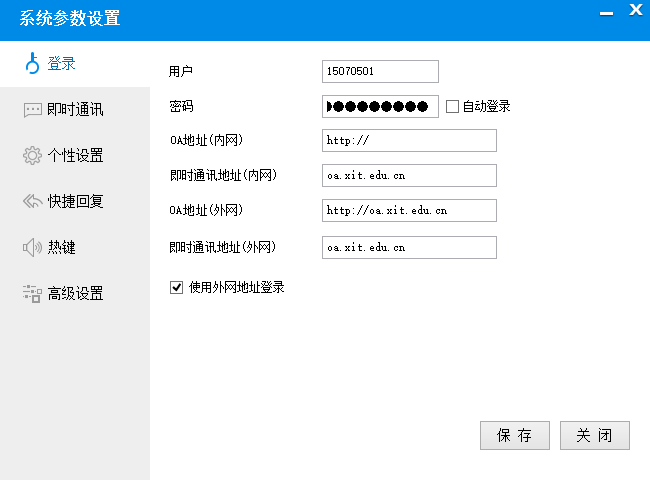 系统参数设置
登录
即时通讯
个性设置
快捷回复
热键
高级设置
用户 15070501
密码 ●●●●●●●●● 自动登录
OA地址(内网) http://
即时通讯地址(内网) oa.xit.edu.cn
OA地址(外网) http://oa.xit.edu.cn
即时通讯地址(外网) oa.xit.edu.cn
使用外网地址登录
保存 关闭